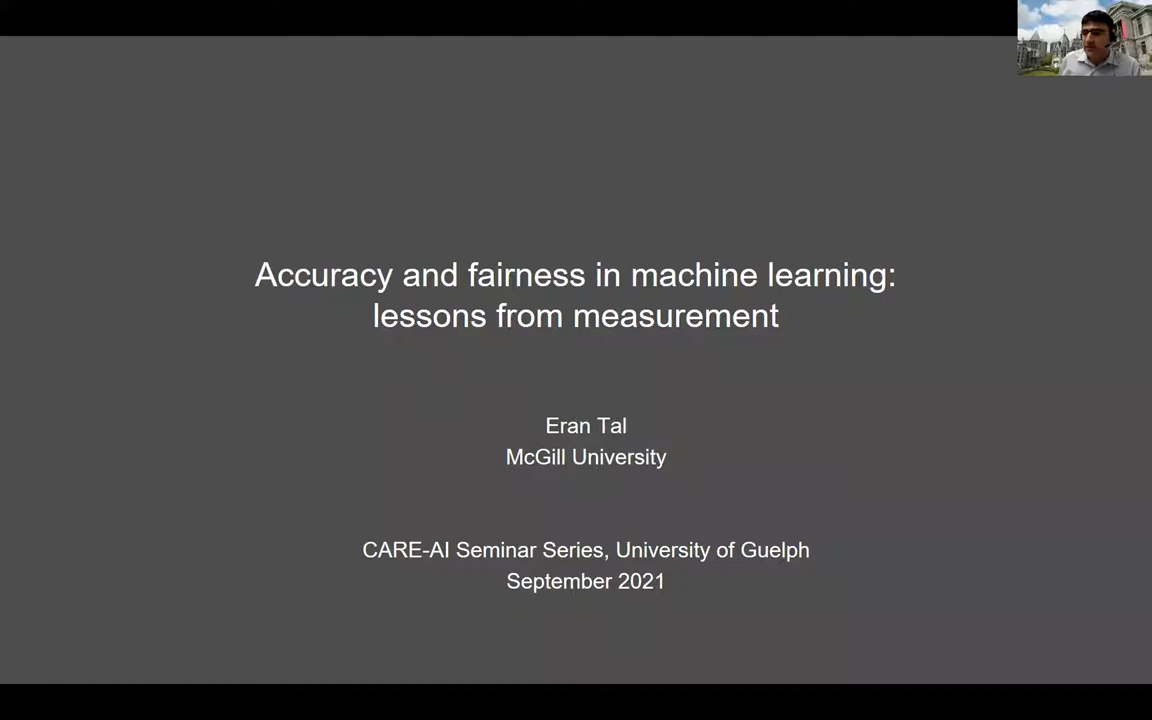 Accuracy and fairness in machine learning:
lessons from measurement
Eran Tal
McGill University
CARE-AI Seminar Series, University of Guelph
September 2021